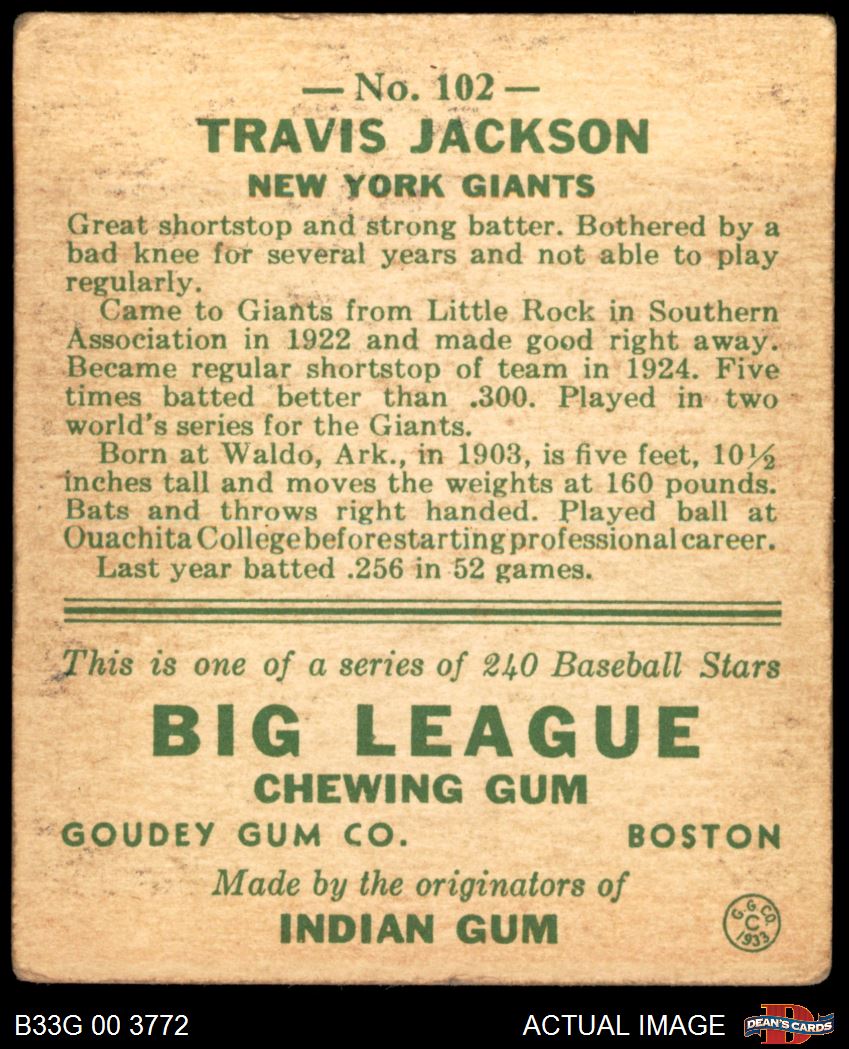 — No. 102 —
TRAVIS JACKSON
NEW YORK GIANTS
Great shortstop and strong batter. Bothered by a
bad knee for several years and not able to play
regularly.
Came to Giants from Little Rock in Southern
Association in 1922 and made good right away.
Became regular shortstop of team in 1924. Five
times batted better than .300. Played in two
world's series for the Giants.
Born at Waldo, Ark., in 1903, is five feet, 10½
inches tall and moves the weights at 160 pounds.
Bats and throws right handed. Played ball at
Ouachita College before starting professional career.
Last year batted .256 in 52 games.
This is one of a series of 240 Baseball Stars
BIG LEAGUE
CHEWING GUM
GOUDEY GUM CO. BOSTON
Made by the originators of
INDIAN GUM
G. G. CO.
C
1933
B33G 00 3772 ACTUAL IMAGE
D
DEAN'S CARDS